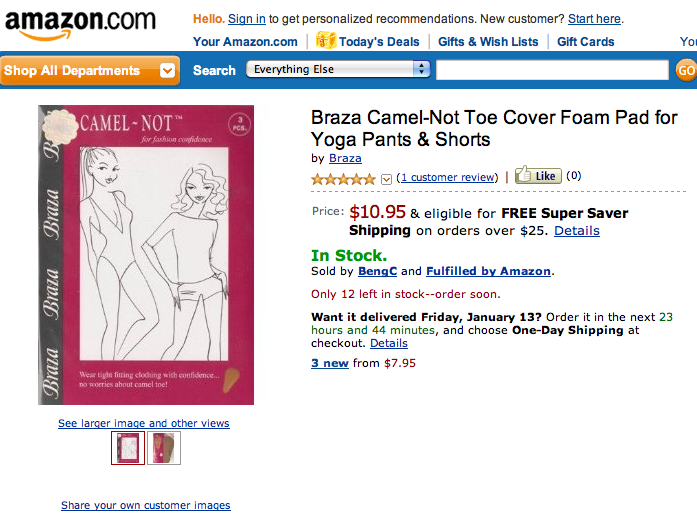 amazon.com
Hello. Sign in to get personalized recommendations. New customer? Start here.
Your Amazon.com | Today's Deals | Gifts & Wish Lists | Gift Cards
You
Shop All Departments
Search
Everything Else
GO
CAMEL~NOT™
for fashion confidence
3 PCS.
Braza
Braza
Braza
Braza
Wear tight fitting clothing with confidence...
no worries about camel toe!
See larger image and other views
Share your own customer images
Braza Camel-Not Toe Cover Foam Pad for
Yoga Pants & Shorts
by Braza
(1 customer review) | Like (0)
Price: $10.95 & eligible for FREE Super Saver
Shipping on orders over $25. Details
In Stock.
Sold by BengC and Fulfilled by Amazon.
Only 12 left in stock--order soon.
Want it delivered Friday, January 13? Order it in the next 23
hours and 44 minutes, and choose One-Day Shipping at
checkout. Details
3 new from $7.95